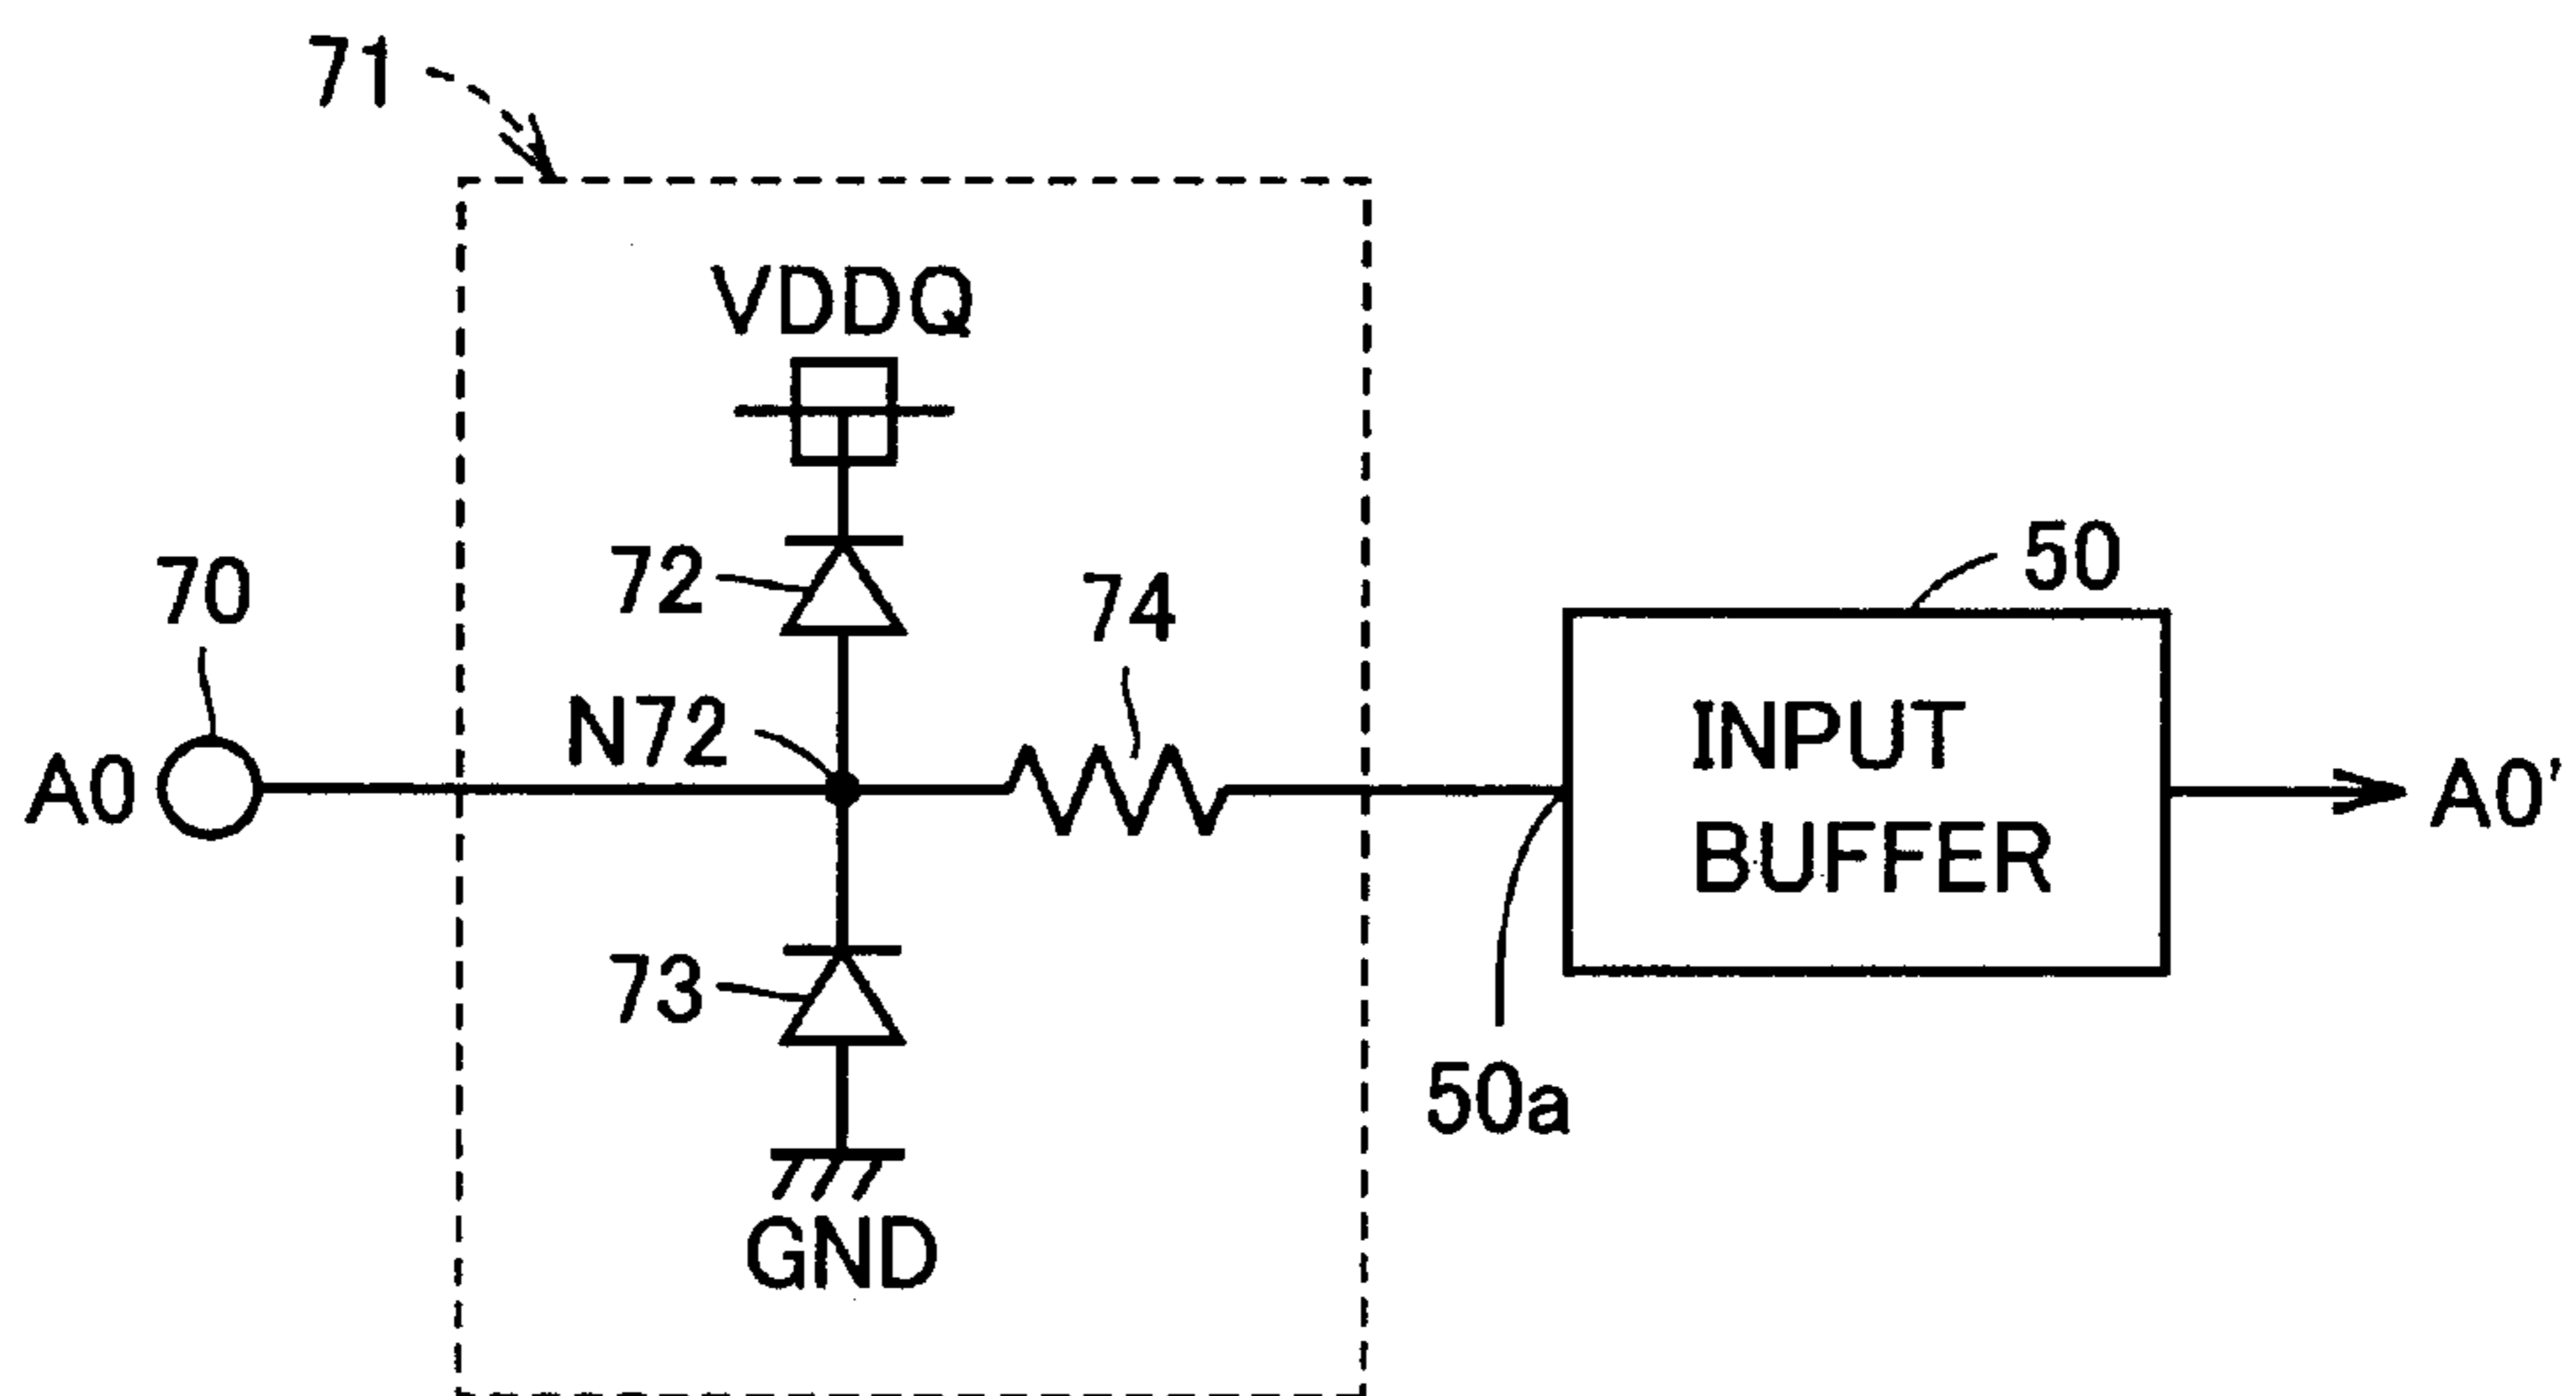 71
VDDQ
72
70
74
50
N72
A0
INPUT
BUFFER
A0'
73
50a
GND